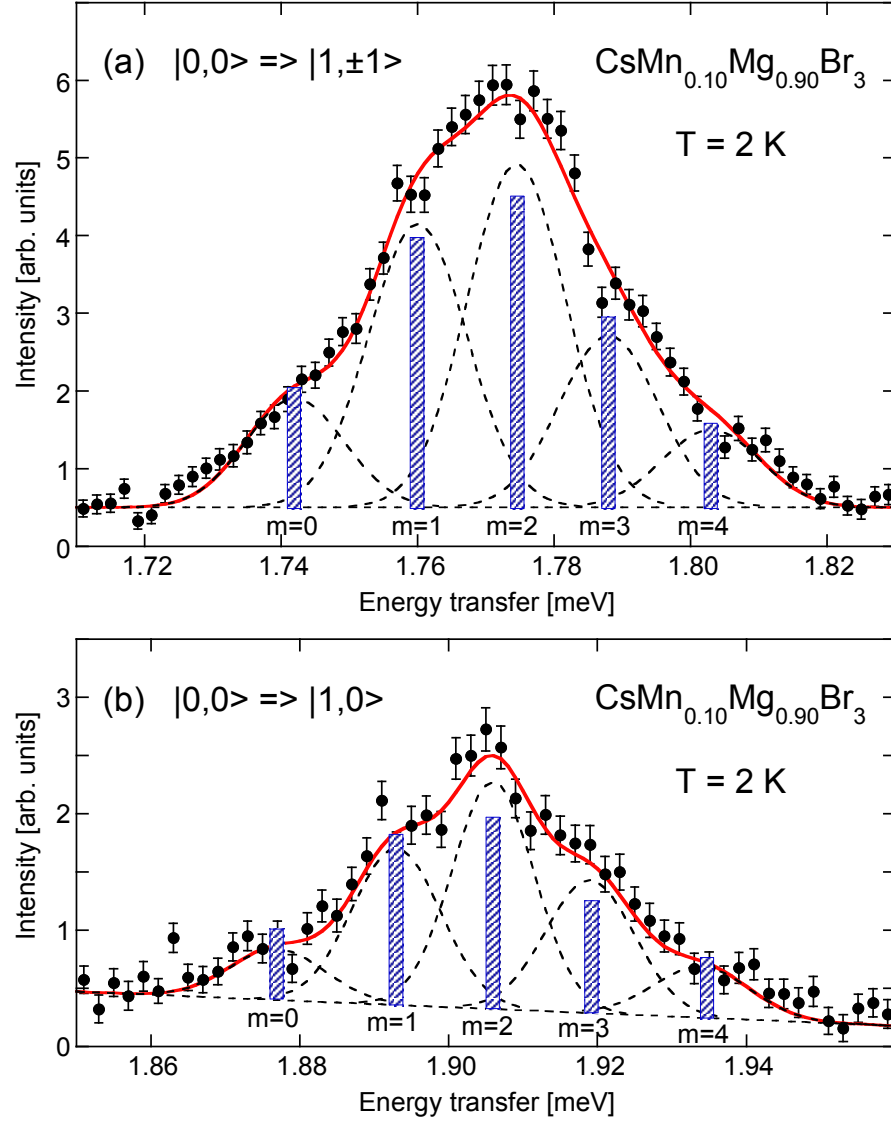 (a) |0,0> => |1,±1> CsMn0.10Mg0.90Br3
T = 2 K
Intensity [arb. units]
6
5
4
3
2
1
0
m=0 m=1 m=2 m=3 m=4
1.72 1.74 1.76 1.78 1.80 1.82
Energy transfer [meV]
(b) |0,0> => |1,0> CsMn0.10Mg0.90Br3
T = 2 K
Intensity [arb. units]
3
2
1
0
m=0 m=1 m=2 m=3 m=4
1.86 1.88 1.90 1.92 1.94
Energy transfer [meV]